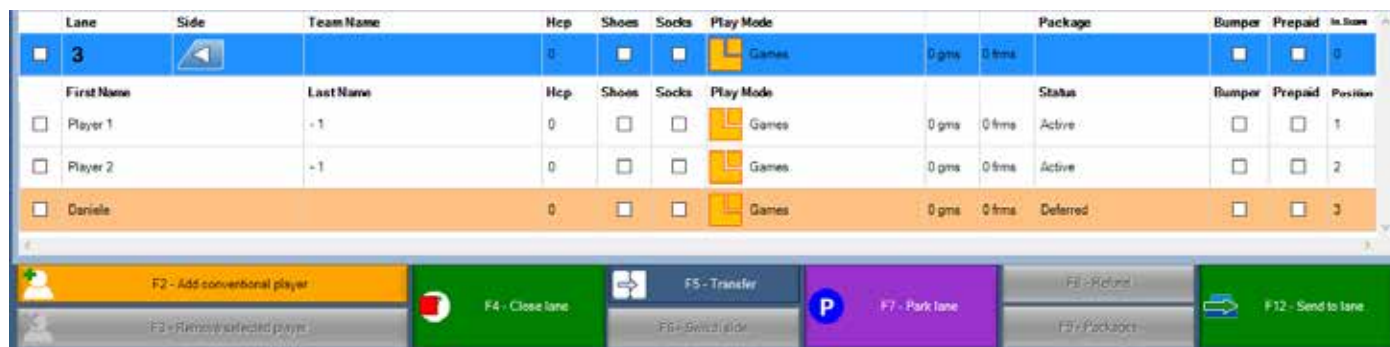 Lane Side Team Name Hcp Shoes Socks Play Mode Package Bumper Prepaid In. Score
3 0 Games 0 gms 0 frms 0
First Name Last Name Hcp Shoes Socks Play Mode Status Bumper Prepaid Position
Player 1 - 1 0 Games 0 gms 0 frms Active 1
Player 2 - 1 0 Games 0 gms 0 frms Active 2
Daniele 0 Games 0 gms 0 frms Deferred 3
F2 - Add conventional player F5 - Transfer F8 - Refund
F4 - Close lane P F7 - Park lane F12 - Send to lane
F3 - Remove selected player F6 - Switch side F9 - Packages